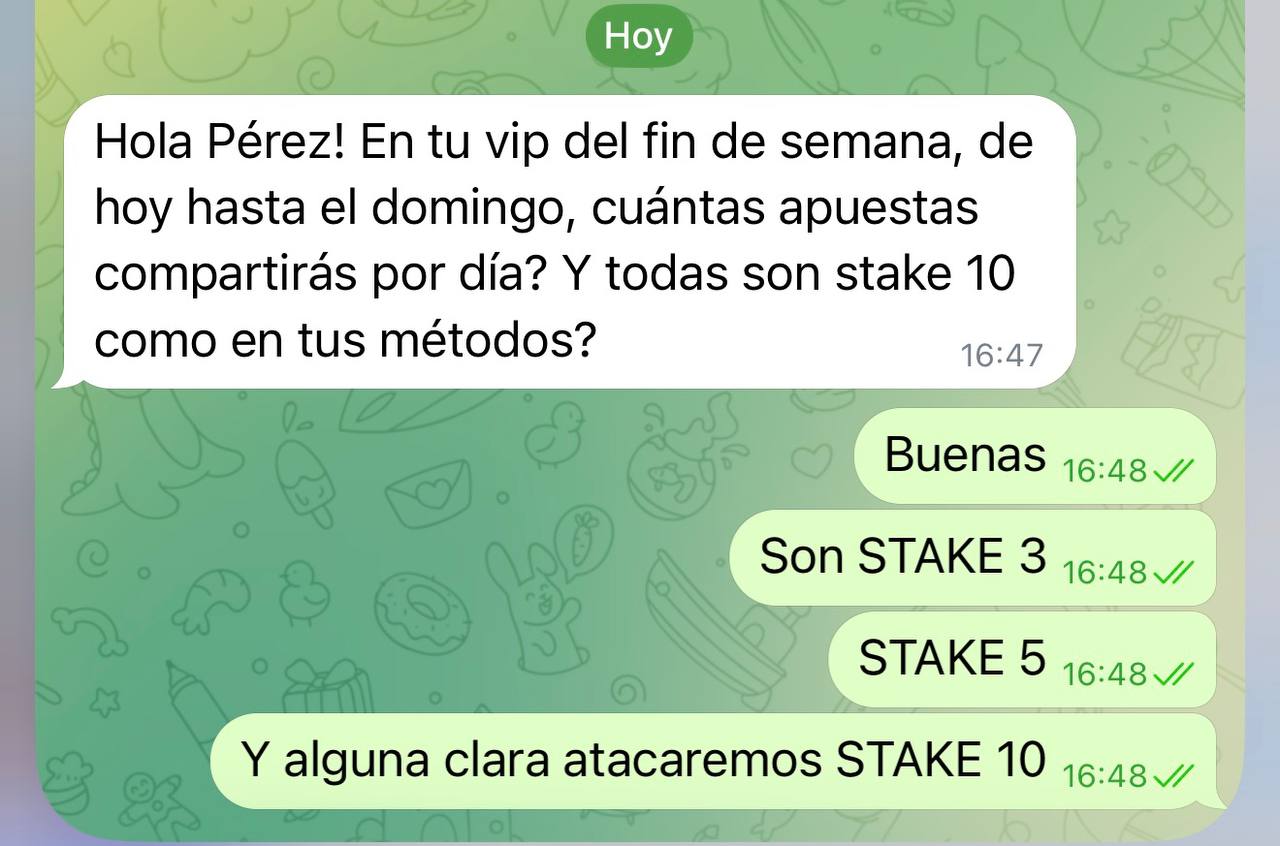 Hoy
Hola Pérez! En tu vip del fin de semana, de
hoy hasta el domingo, cuántas apuestas
compartirás por día? Y todas son stake 10
como en tus métodos?
16:47
Buenas 16:48
Son STAKE 3 16:48
STAKE 5 16:48
Y alguna clara atacaremos STAKE 10 16:48